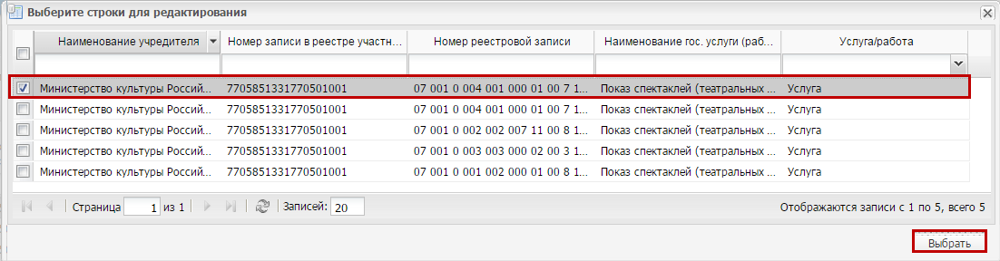 Выберите строки для редактирования
Наименование учредителя Номер записи в реестре участн... Номер реестровой записи Наименование гос. услуги (раб... Услуга/работа
Министерство культуры Россий... 7705851331770501001 07 001 0 004 001 000 01 00 7 1... Показ спектаклей (театральных ... Услуга
Министерство культуры Россий... 7705851331770501001 07 001 0 004 001 000 01 00 7 1... Показ спектаклей (театральных ... Услуга
Министерство культуры Россий... 7705851331770501001 07 001 0 002 002 007 11 00 8 1... Показ спектаклей (театральных ... Услуга
Министерство культуры Россий... 7705851331770501001 07 001 0 003 003 000 02 00 3 1... Показ спектаклей (театральных ... Услуга
Министерство культуры Россий... 7705851331770501001 07 001 0 001 002 000 01 00 8 1... Показ спектаклей (театральных ... Услуга
Страница 1 из 1 Записей: 20 Отображаются записи с 1 по 5, всего 5
Выбрать